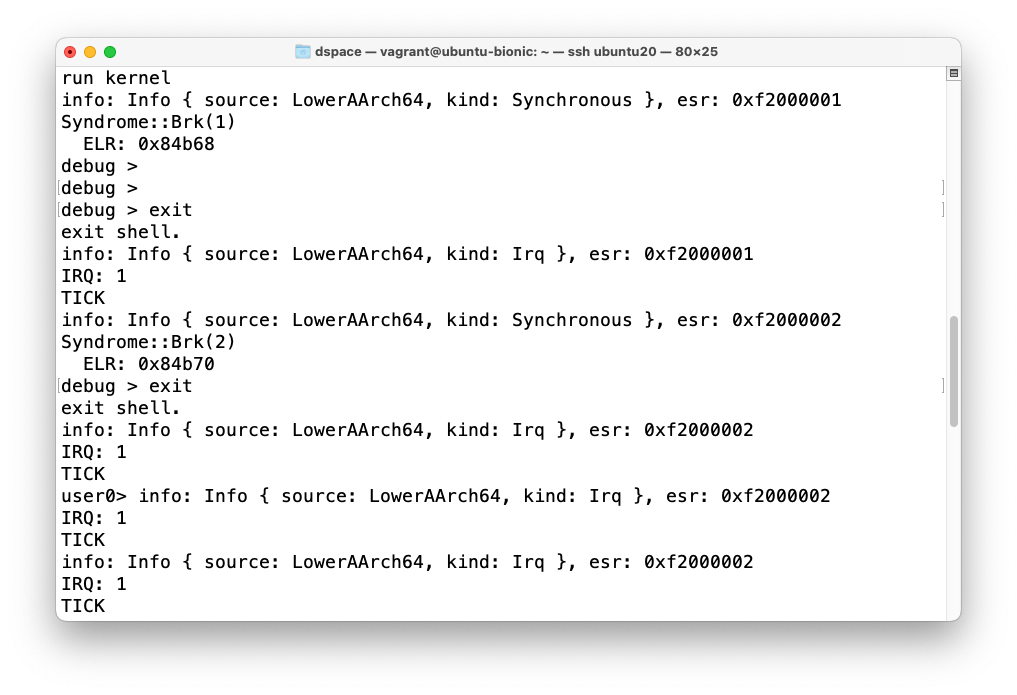 dspace — vagrant@ubuntu-bionic: ~ — ssh ubuntu20 — 80×25
run kernel
info: Info { source: LowerAArch64, kind: Synchronous }, esr: 0xf2000001
Syndrome::Brk(1)
  ELR: 0x84b68
debug >
[debug > ]
[debug > exit ]
exit shell.
info: Info { source: LowerAArch64, kind: Irq }, esr: 0xf2000001
IRQ: 1
TICK
info: Info { source: LowerAArch64, kind: Synchronous }, esr: 0xf2000002
Syndrome::Brk(2)
  ELR: 0x84b70
[debug > exit ]
exit shell.
info: Info { source: LowerAArch64, kind: Irq }, esr: 0xf2000002
IRQ: 1
TICK
user0> info: Info { source: LowerAArch64, kind: Irq }, esr: 0xf2000002
IRQ: 1
TICK
info: Info { source: LowerAArch64, kind: Irq }, esr: 0xf2000002
IRQ: 1
TICK